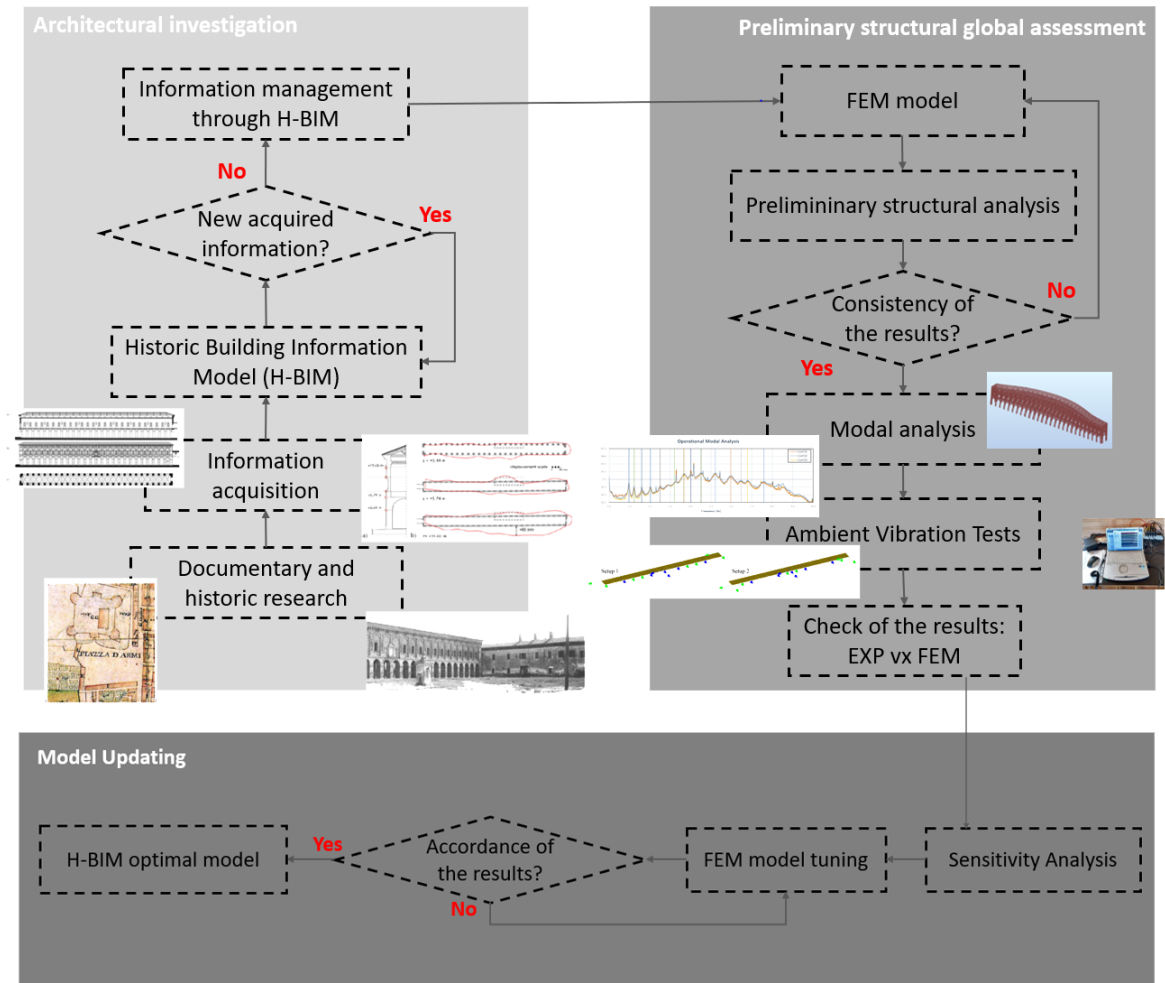 Architectural investigation
Information management
through H-BIM
No
New acquired
information?
Yes
Historic Building Information
Model (H-BIM)
Information
acquisition
Documentary and
historic research
PIAZZA D ARMI
a)
b)
Preliminary structural global assessment
FEM model
Prelimininary structural analysis
Consistency of
the results?
No
Yes
Modal analysis
Operational Modal Analysis
Ambient Vibration Tests
Setup 1
Setup 2
Check of the results:
EXP vx FEM
Model Updating
H-BIM optimal model
Yes
Accordance of
the results?
No
FEM model tuning
Sensitivity Analysis